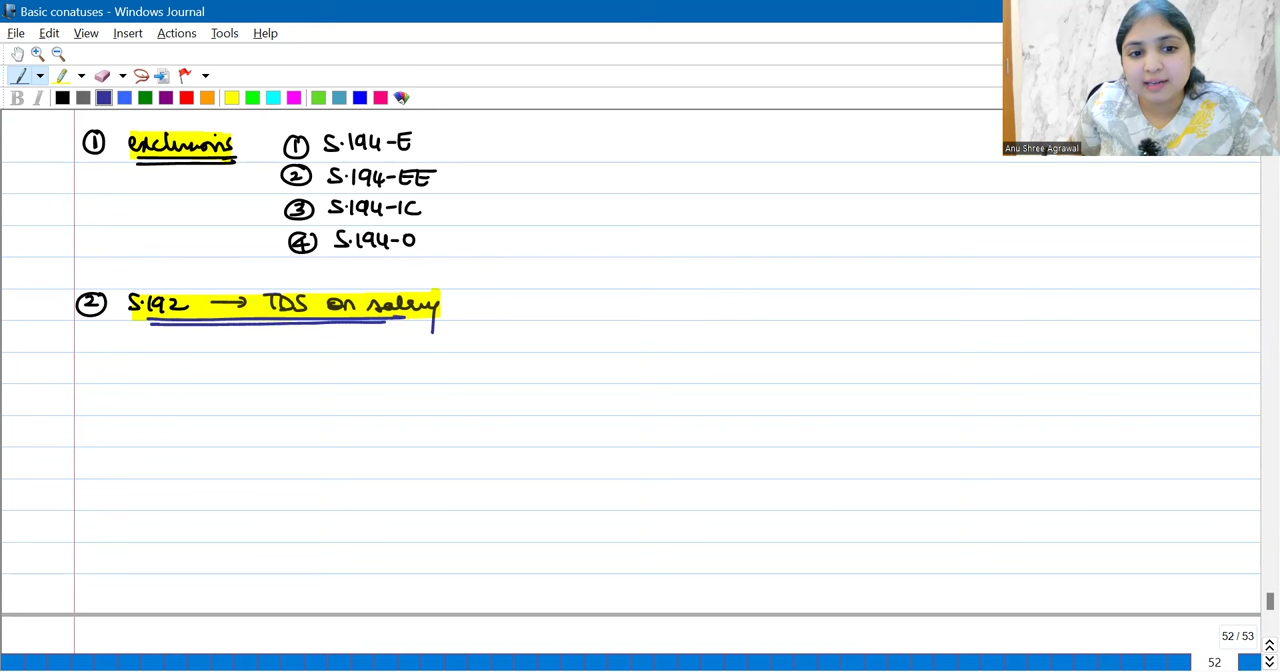 Basic conatuses - Windows Journal
File Edit View Insert Actions Tools Help
B I
① exclusions ① S.194-E
② S.194-EE
③ S.194-IC
④ S.194-O
② S.192 → TDS on salary
Anu Shree Agrawal
52 / 53
52